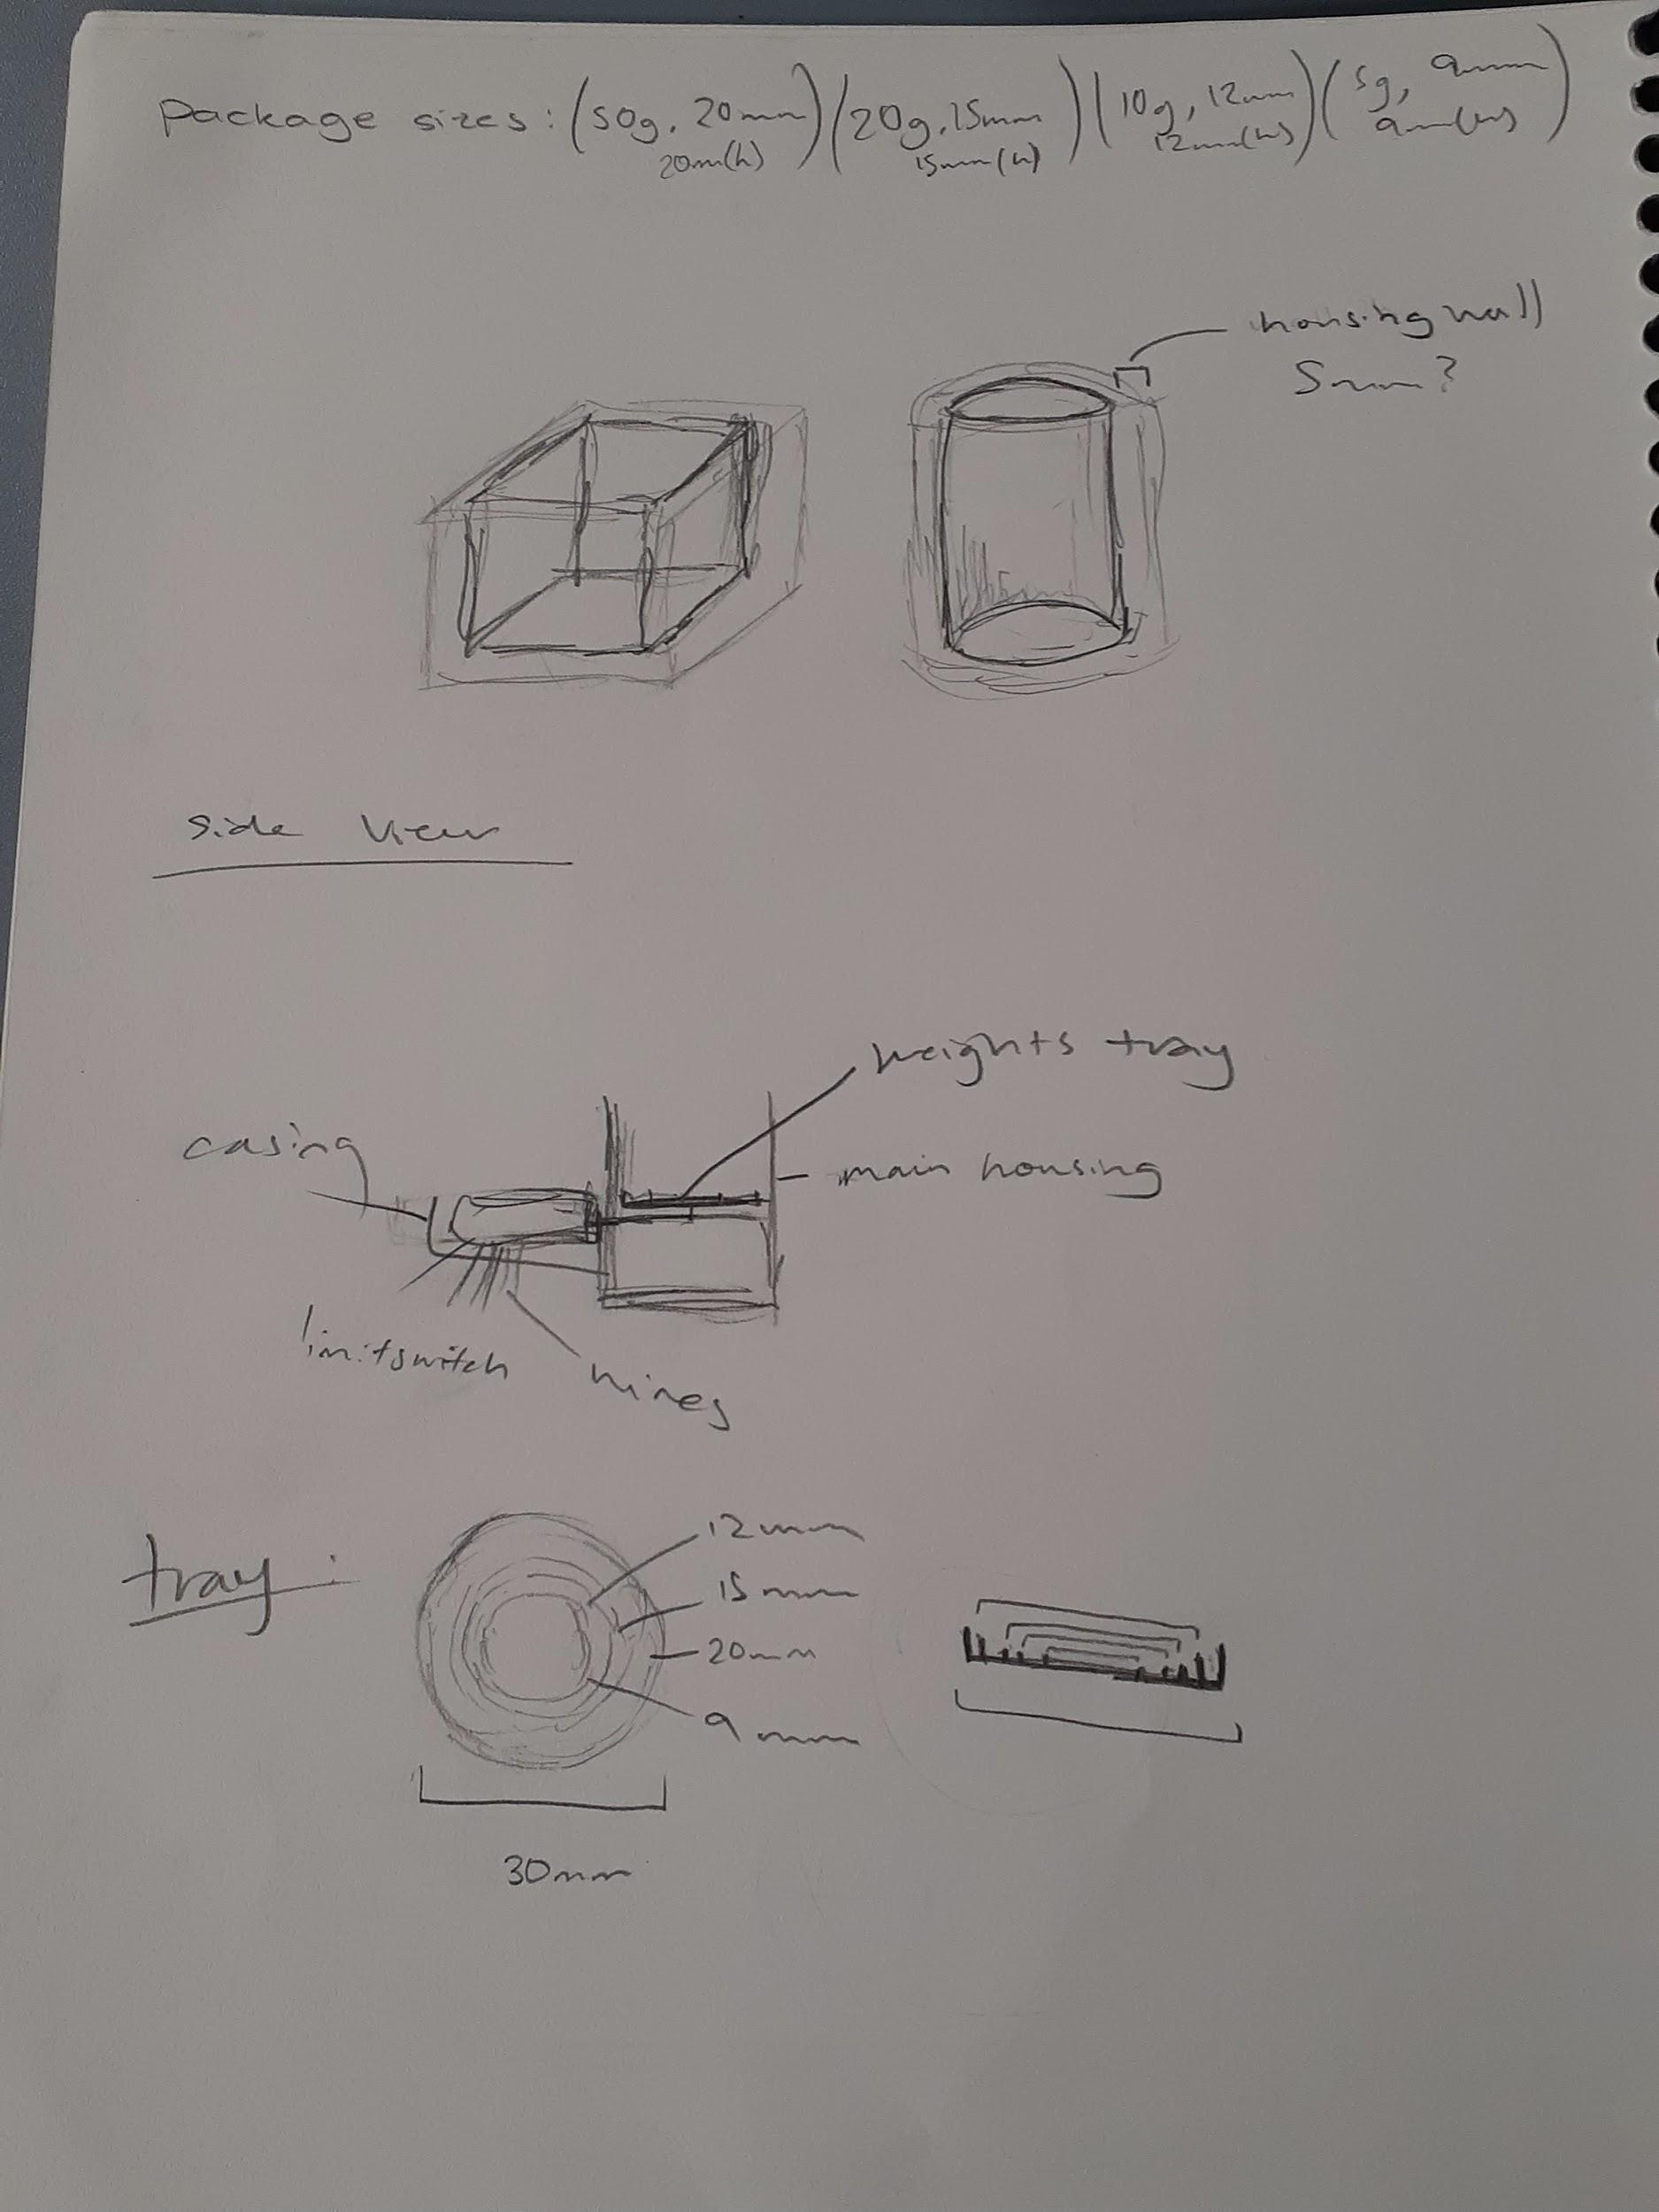 package sizes: (50g, 20mm) (20g, 15mm) (10g, 12mm) (5g, 9mm)
20mm(h) 15mm(h) 12mm(h) 9mm(h)
housing wall
5mm?
side view
weights tray
casing
main housing
limitswitch
wires
tray:
12mm
15mm
20mm
9mm
30mm